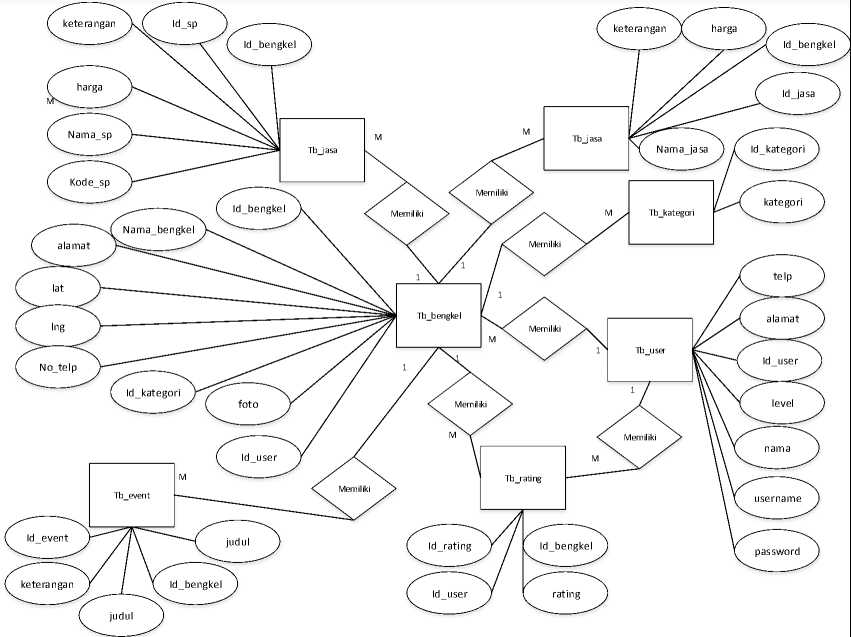 keterangan
Id_sp
Id_bengkel
harga
M
Nama_sp
Kode_sp
Tb_jasa
M
Memiliki
1
keterangan
harga
Id_bengkel
Id_jasa
Nama_jasa
Tb_jasa
M
Memiliki
1
Id_kategori
kategori
Tb_kategori
M
Memiliki
1
Id_bengkel
Nama_bengkel
alamat
lat
lng
No_telp
Id_kategori
foto
Id_user
Tb_bengkel
M
Memiliki
1
Tb_user
telp
alamat
Id_user
level
nama
username
password
1
Memiliki
M
1
Memiliki
M
1
Memiliki
M
Tb_event
Id_event
keterangan
judul
Id_bengkel
judul
Tb_rating
Id_rating
Id_bengkel
Id_user
rating